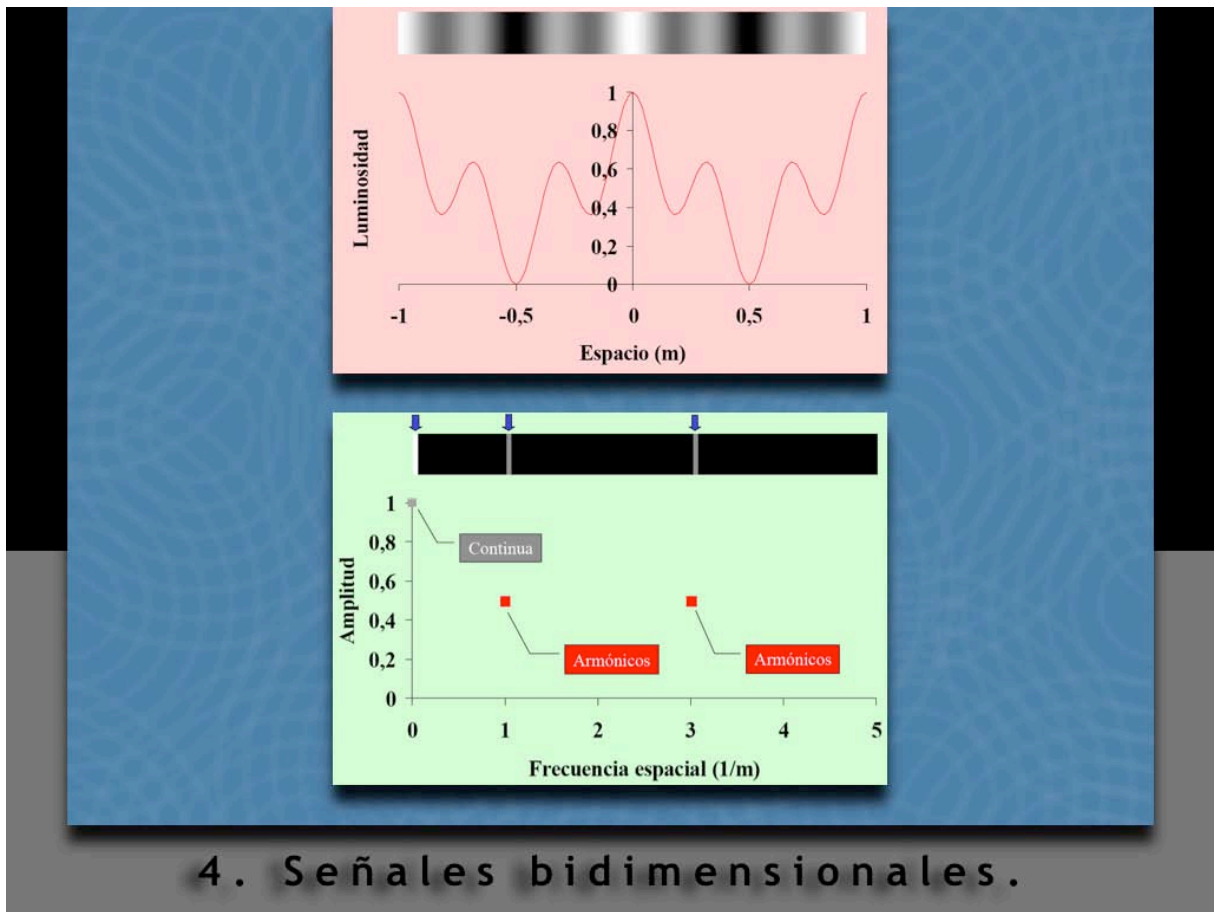 1
0,8
0,6
0,4
0,2
0
Luminosidad
-1 -0,5 0 0,5 1
Espacio (m)
1
0,8
0,6
0,4
0,2
0
Amplitud
Continua
Armónicos Armónicos
0 1 2 3 4 5
Frecuencia espacial (1/m)
4. Señales bidimensionales.